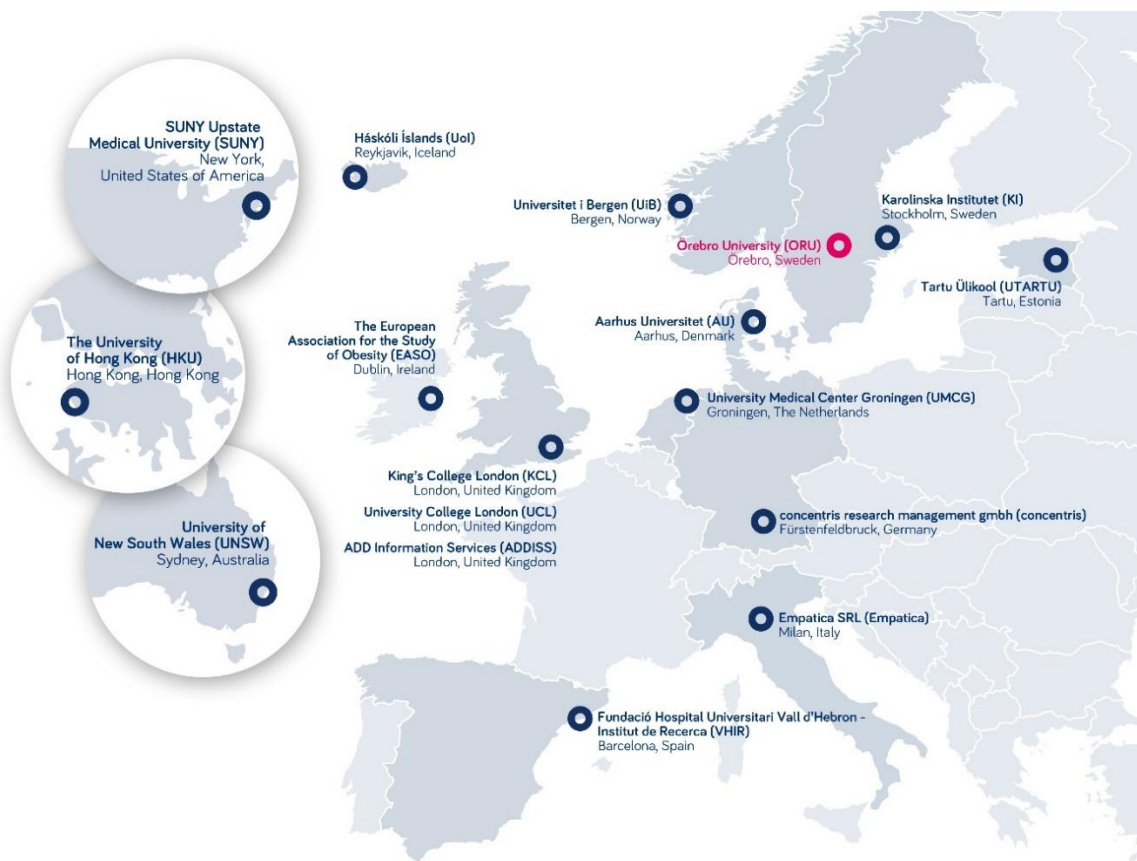 SUNY Upstate
Medical University (SUNY)
New York,
United States of America
The University
of Hong Kong (HKU)
Hong Kong, Hong Kong
University of
New South Wales (UNSW)
Sydney, Australia
Háskóli Íslands (UoI)
Reykjavik, Iceland
Universitet i Bergen (UiB)
Bergen, Norway
Karolinska Institutet (KI)
Stockholm, Sweden
Örebro University (ORU)
Örebro, Sweden
Tartu Ülikool (UTARTU)
Tartu, Estonia
The European
Association for the Study
of Obesity (EASO)
Dublin, Ireland
Aarhus Universitet (AU)
Aarhus, Denmark
University Medical Center Groningen (UMCG)
Groningen, The Netherlands
King's College London (KCL)
London, United Kingdom
University College London (UCL)
London, United Kingdom
ADD Information Services (ADDISS)
London, United Kingdom
concentris research management gmbh (concentris)
Fürstenfeldbruck, Germany
Empatica SRL (Empatica)
Milan, Italy
Fundació Hospital Universitari Vall d'Hebron -
Institut de Recerca (VHIR)
Barcelona, Spain